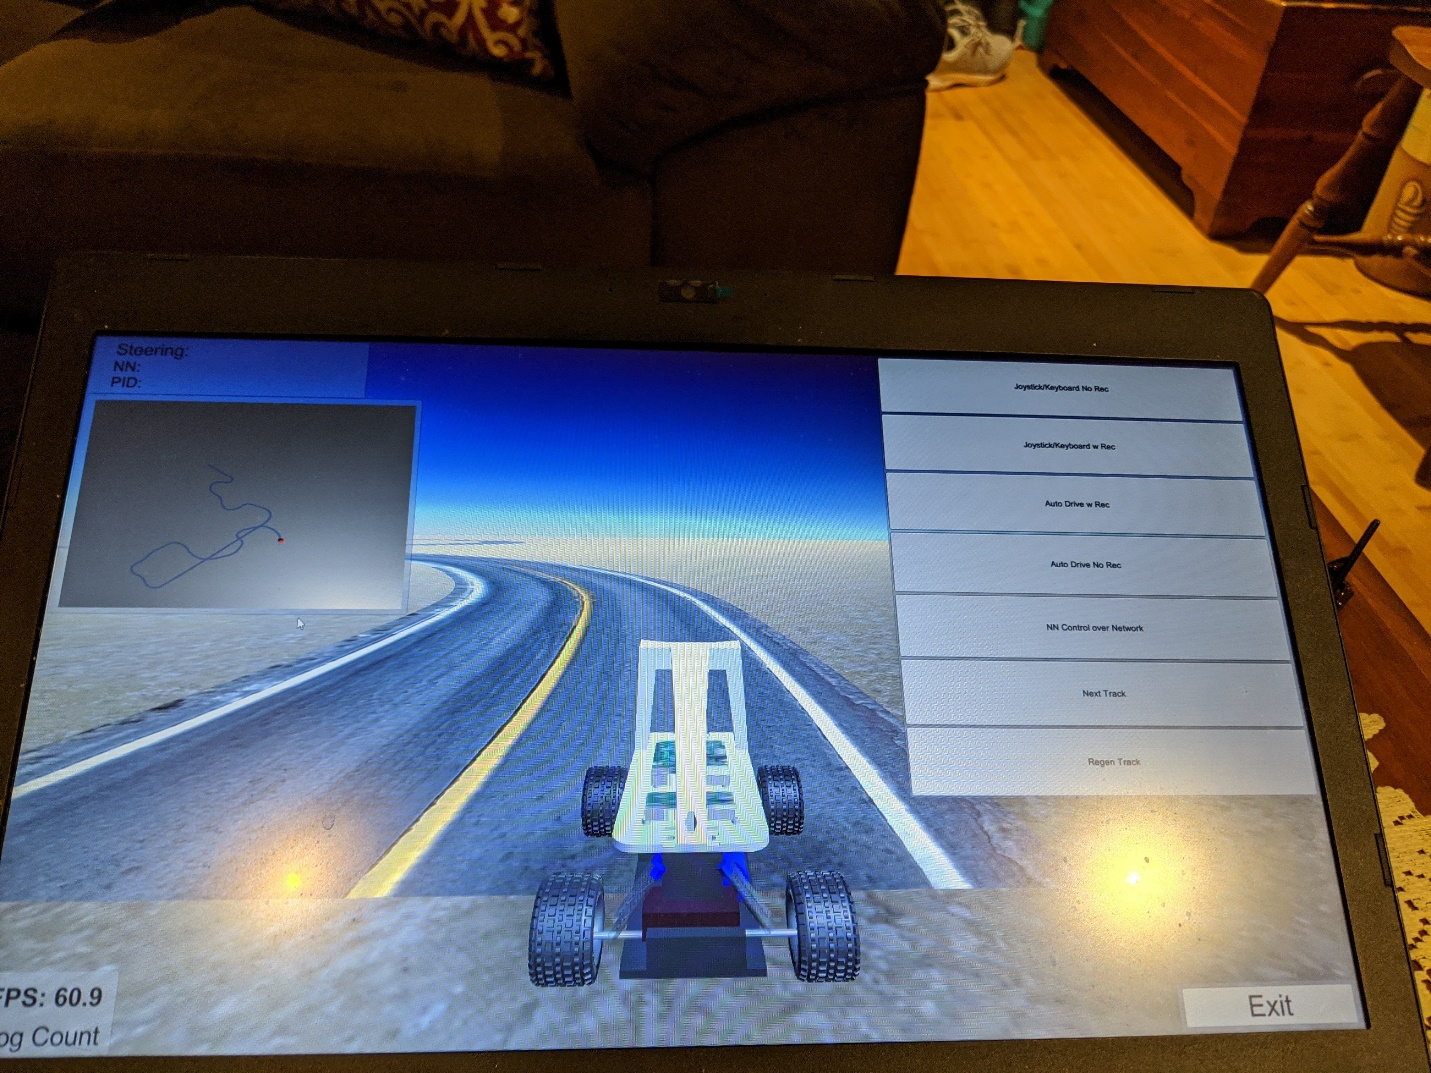 Steering:
NN:
PID:
Joystick/Keyboard No Rec
Joystick/Keyboard w Rec
Auto Drive w Rec
Auto Drive No Rec
NN Control over Network
Next Track
Regen Track
FPS: 60.9
og Count
Exit